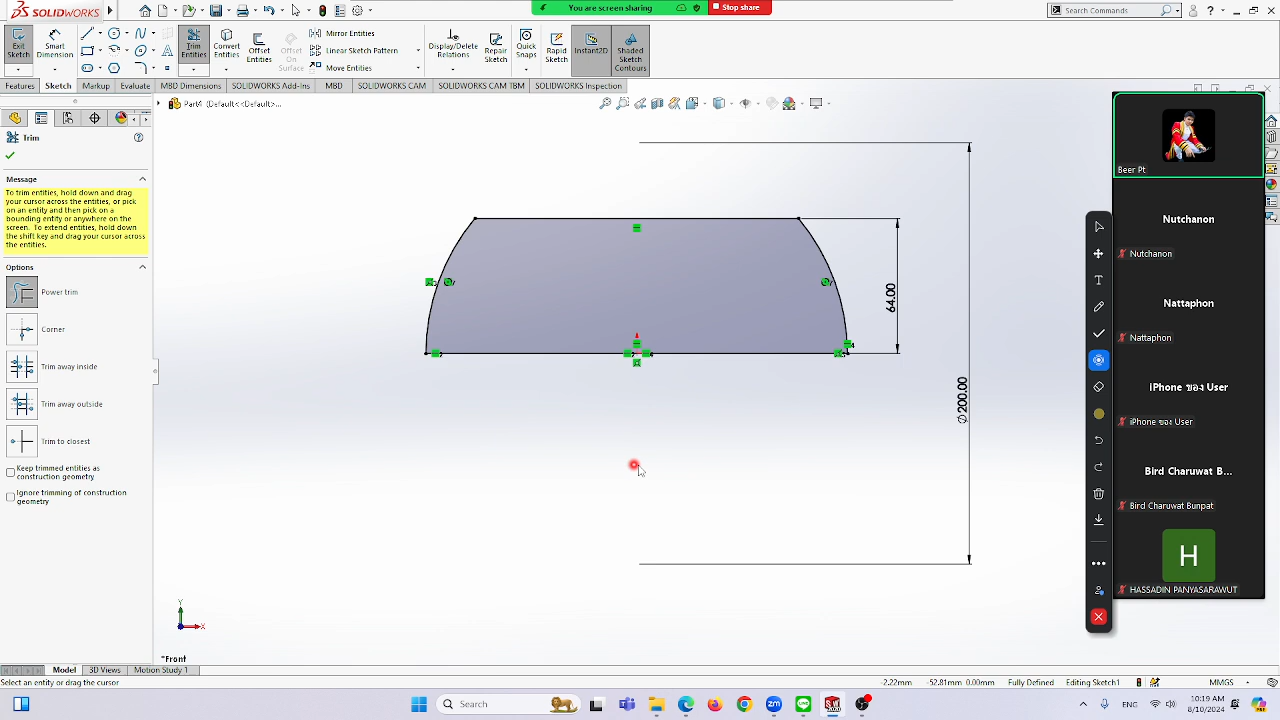 SOLIDWORKS
You are screen sharing
Stop share
Search Commands
Exit Sketch
Smart Dimension
Trim Entities
Convert Entities
Offset Entities
Offset On Surface
Mirror Entities
Linear Sketch Pattern
Move Entities
Display/Delete Relations
Repair Sketch
Quick Snaps
Rapid Sketch
Instant2D
Shaded Sketch Contours
Features
Sketch
Markup
Evaluate
MBD Dimensions
SOLIDWORKS Add-Ins
MBD
SOLIDWORKS CAM
SOLIDWORKS CAM TBM
SOLIDWORKS Inspection
Trim
Message
To trim entities, hold down and drag
your cursor across the entities, or pick
on an entity and then pick on a
bounding entity or anywhere on the
screen. To extend entities, hold down
the shift key and drag your cursor across
the entities.
Options
Power trim
Corner
Trim away inside
Trim away outside
Trim to closest
Keep trimmed entities as
construction geometry
Ignore trimming of construction
geometry
64.00
∅200.00
Y
X
*Front
Beer Pt
Nutchanon
Nutchanon
Nattaphon
Nattaphon
iPhone ของ User
iPhone ของ User
Bird Charuwat B...
Bird Charuwat Bunpat
H
HASSADIN PANYASARAWUT
Model
3D Views
Motion Study 1
Select an entity or drag the cursor
-2.22mm
-52.81mm 0.00mm
Fully Defined
Editing Sketch1
MMGS
Search
ENG
10:19 AM
8/10/2024